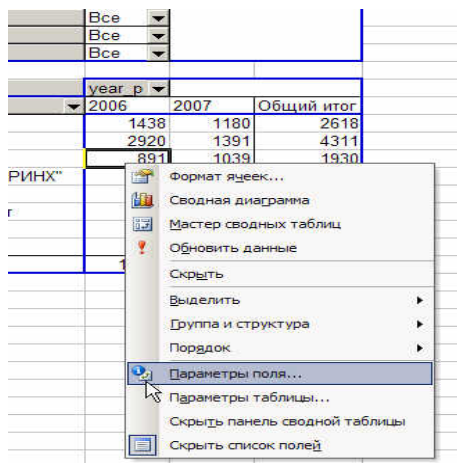 Все
Все
Все
year_p
2006 2007 Общий итог
1438 1180 2618
2920 1391 4311
891 1039 1930
РИНХ"
Формат ячеек...
Сводная диаграмма
Мастер сводных таблиц
Обновить данные
Скрыть
Выделить
Группа и структура
Порядок
Параметры поля...
Параметры таблицы...
Скрыть панель сводной таблицы
Скрыть список полей